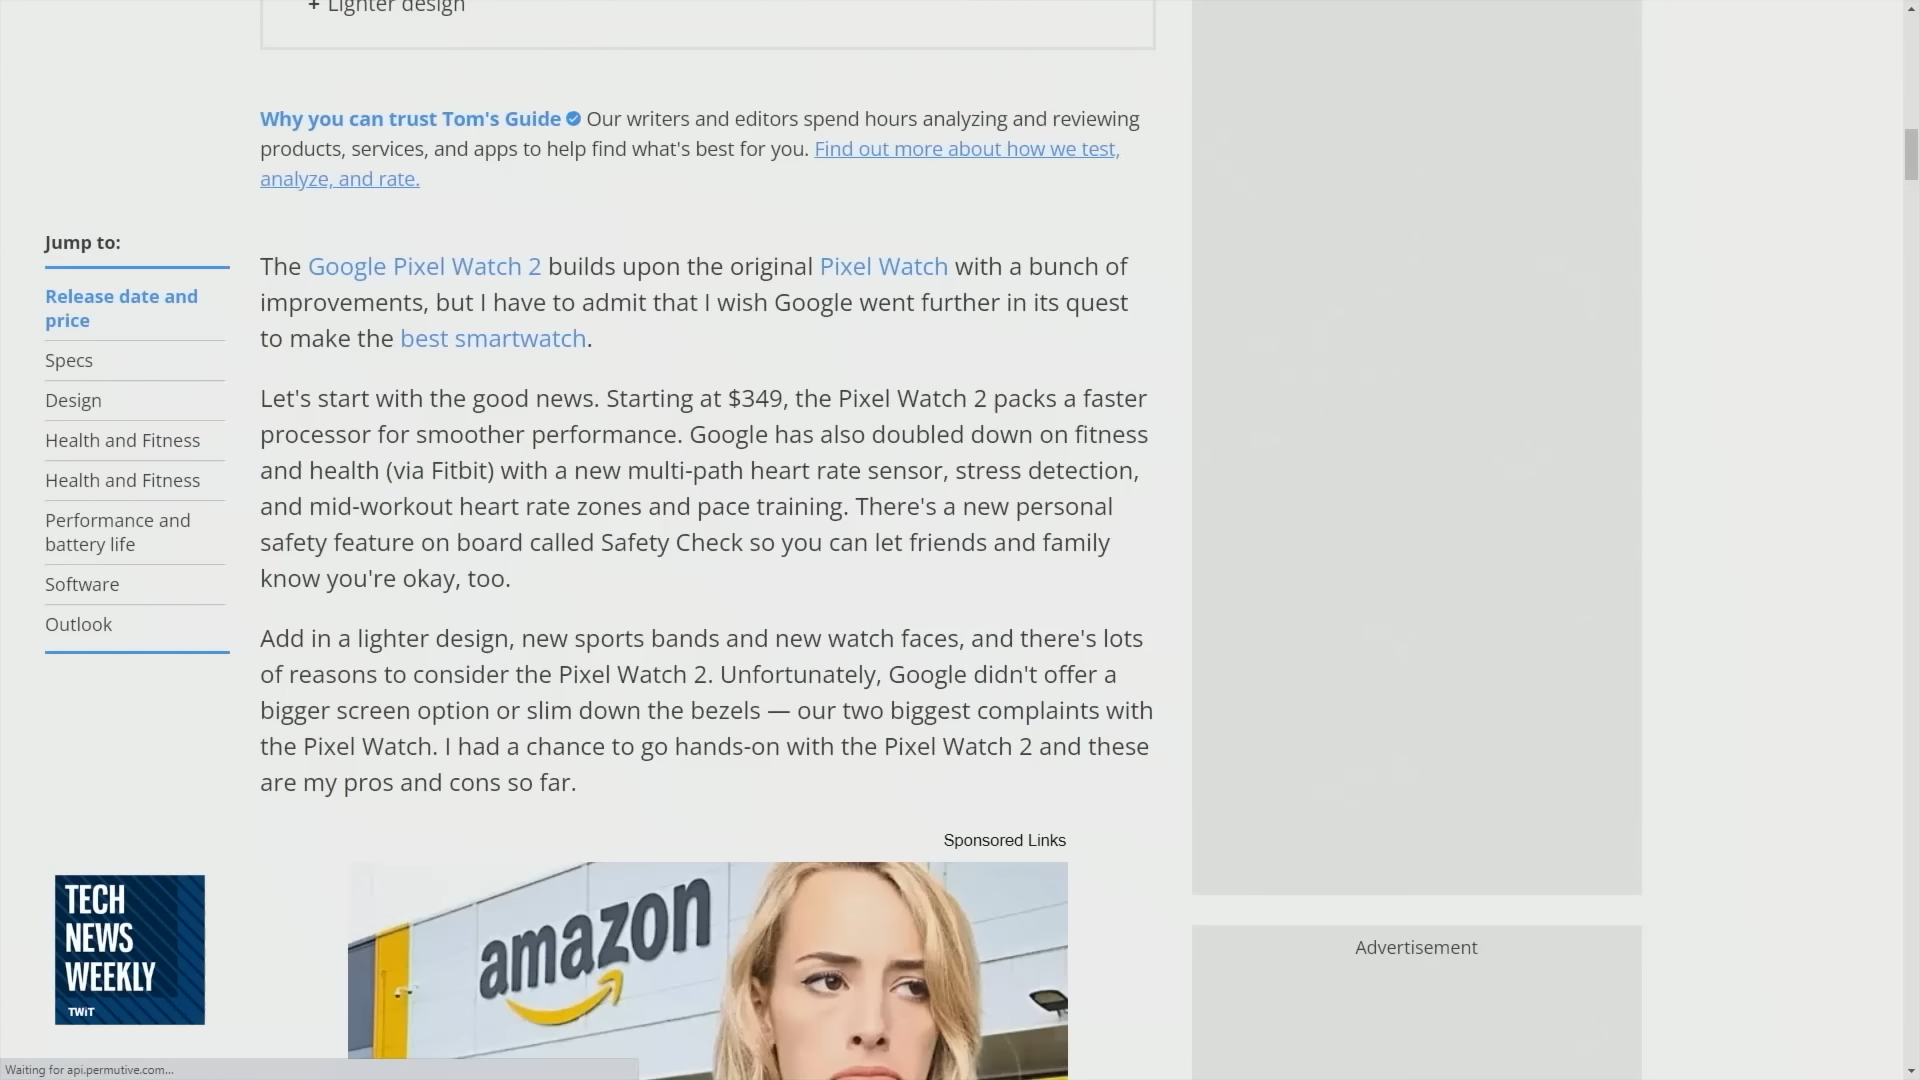 + Lighter design
Why you can trust Tom's Guide Our writers and editors spend hours analyzing and reviewing
products, services, and apps to help find what's best for you. Find out more about how we test,
analyze, and rate.
Jump to:
Release date and
price
Specs
Design
Health and Fitness
Health and Fitness
Performance and
battery life
Software
Outlook
The Google Pixel Watch 2 builds upon the original Pixel Watch with a bunch of
improvements, but I have to admit that I wish Google went further in its quest
to make the best smartwatch.
Let's start with the good news. Starting at $349, the Pixel Watch 2 packs a faster
processor for smoother performance. Google has also doubled down on fitness
and health (via Fitbit) with a new multi-path heart rate sensor, stress detection,
and mid-workout heart rate zones and pace training. There's a new personal
safety feature on board called Safety Check so you can let friends and family
know you're okay, too.
Add in a lighter design, new sports bands and new watch faces, and there's lots
of reasons to consider the Pixel Watch 2. Unfortunately, Google didn't offer a
bigger screen option or slim down the bezels — our two biggest complaints with
the Pixel Watch. I had a chance to go hands-on with the Pixel Watch 2 and these
are my pros and cons so far.
Sponsored Links
amazon
Advertisement
TECH
NEWS
WEEKLY
TWiT
Waiting for api.permutive.com...